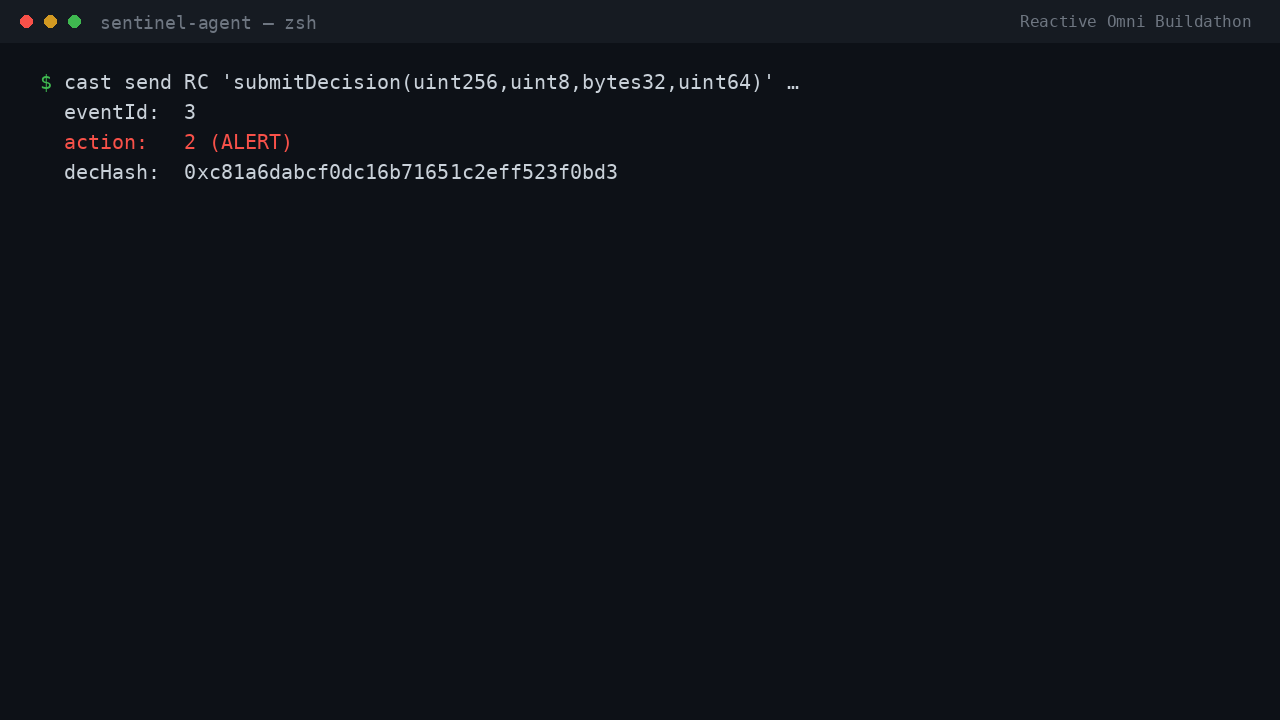 sentinel-agent — zsh
Reactive Omni Buildathon
$ cast send RC 'submitDecision(uint256,uint8,bytes32,uint64)' …
eventId: 3
action: 2 (ALERT)
decHash: 0xc81a6dabcf0dc16b71651c2eff523f0bd3